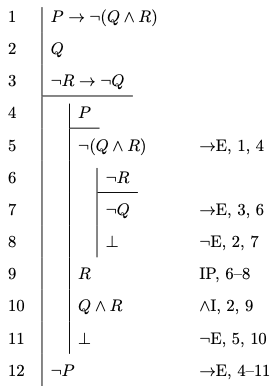 1 P → ¬(Q ∧ R)
2 Q
3 ¬R → ¬Q
4 P
5 ¬(Q ∧ R) →E, 1, 4
6 ¬R
7 ¬Q →E, 3, 6
8 ⊥ ¬E, 2, 7
9 R IP, 6–8
10 Q ∧ R ∧I, 2, 9
11 ⊥ ¬E, 5, 10
12 ¬P →E, 4–11